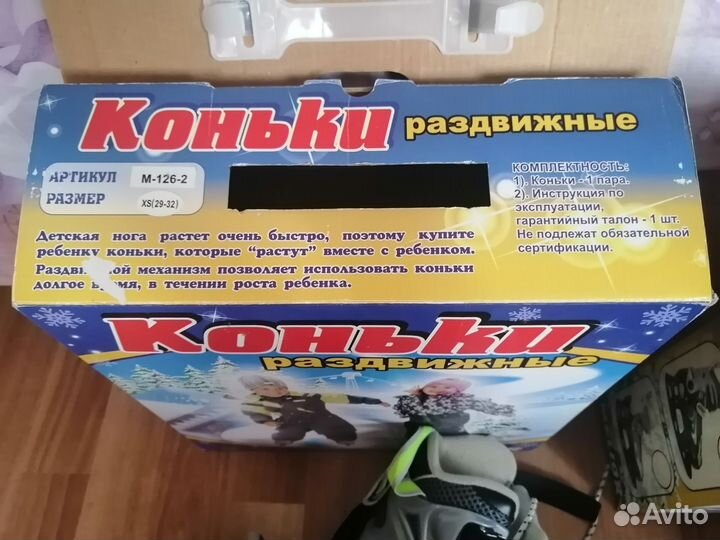 Коньки раздвижные
АРТИКУЛ М-126-2
РАЗМЕР XS(29-32)
КОМПЛЕКТНОСТЬ:
1). Коньки - 1 пара.
2). Инструкция по
эксплуатации,
гарантийный талон - 1 шт.
Не подлежат обязательной
сертификации.
Детская нога растет очень быстро, поэтому купите
ребенку коньки, которые "растут" вместе с ребенком.
Раздвижной механизм позволяет использовать коньки
долгое время, в течении роста ребенка.
Коньки
раздвижные
Avito